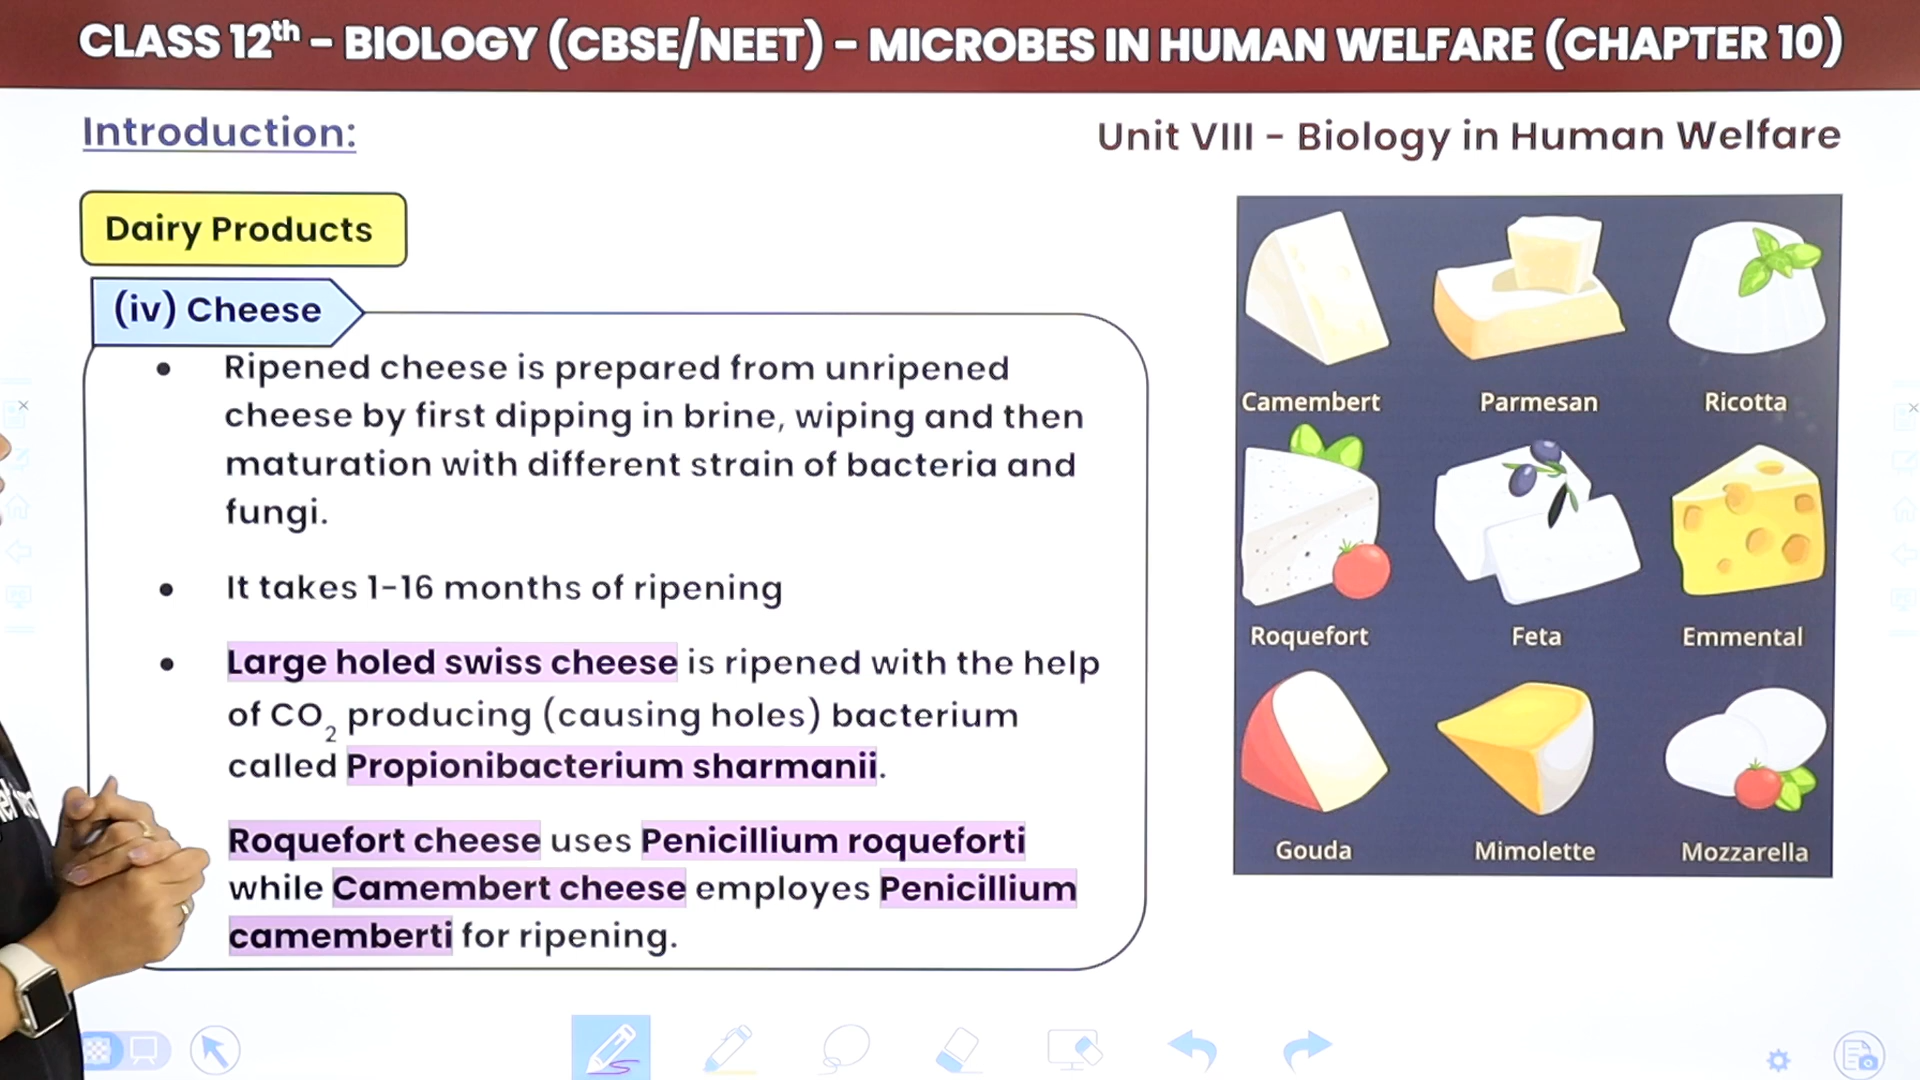 CLASS 12th – BIOLOGY (CBSE/NEET) – MICROBES IN HUMAN WELFARE (CHAPTER 10)
Introduction:
Unit VIII – Biology in Human Welfare
Dairy Products
(iv) Cheese
• Ripened cheese is prepared from unripened
cheese by first dipping in brine, wiping and then
maturation with different strain of bacteria and
fungi.
• It takes 1-16 months of ripening
• Large holed swiss cheese is ripened with the help
of CO2 producing (causing holes) bacterium
called Propionibacterium sharmanii.
Roquefort cheese uses Penicillium roqueforti
while Camembert cheese employes Penicillium
camemberti for ripening.
Camembert Parmesan Ricotta
Roquefort Feta Emmental
Gouda Mimolette Mozzarella